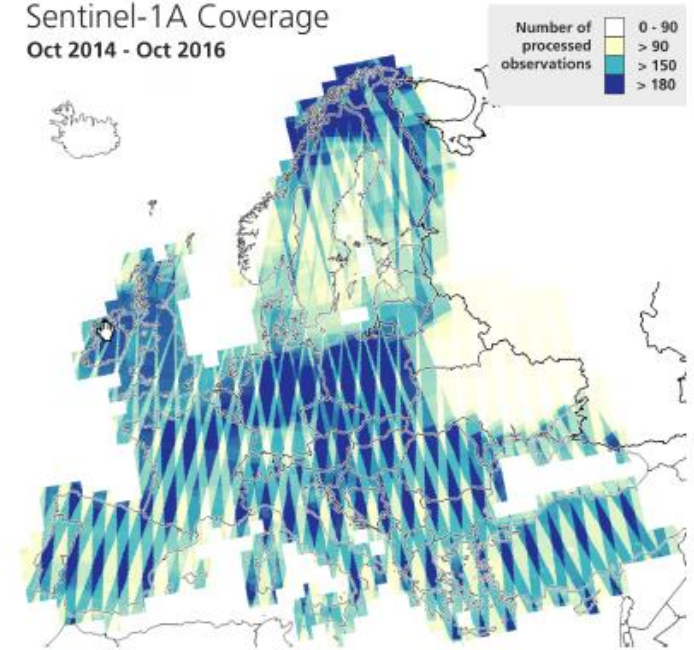 Sentinel-1A Coverage
Oct 2014 - Oct 2016
Number of
processed
observations
0 - 90
> 90
> 150
> 180